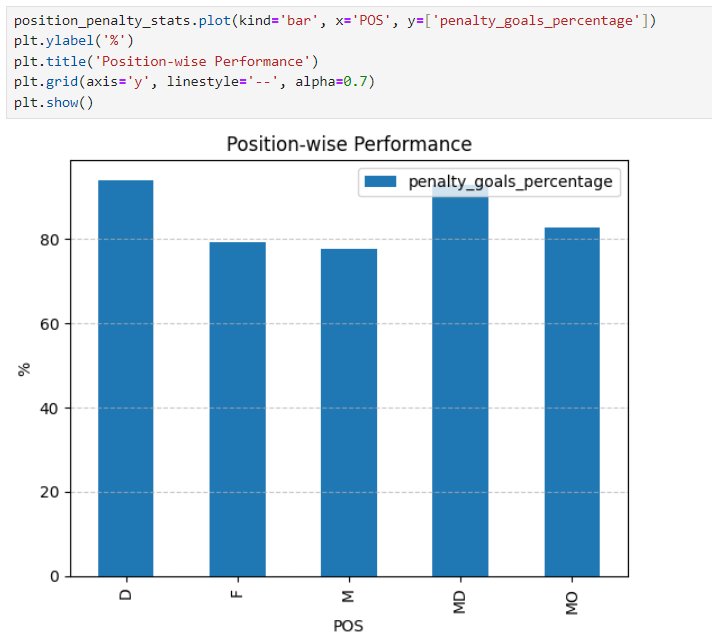 position_penalty_stats.plot(kind='bar', x='POS', y=['penalty_goals_percentage'])
plt.ylabel('%')
plt.title('Position-wise Performance')
plt.grid(axis='y', linestyle='--', alpha=0.7)
plt.show()
Position-wise Performance
penalty_goals_percentage
80
60
40
20
0
%
D
F
M
MD
MO
POS